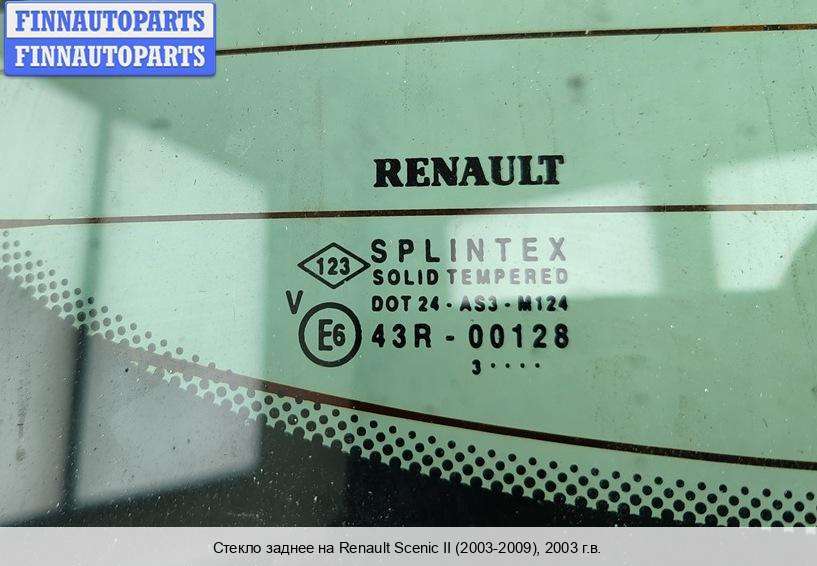 FINNAUTOPARTS
FINNAUTOPARTS
RENAULT
123
SPLINTEX
SOLID TEMPERED
DOT 24 - AS3 - M124
V
E6
43R - 00128
3 ····
Стекло заднее на Renault Scenic II (2003-2009), 2003 г.в.